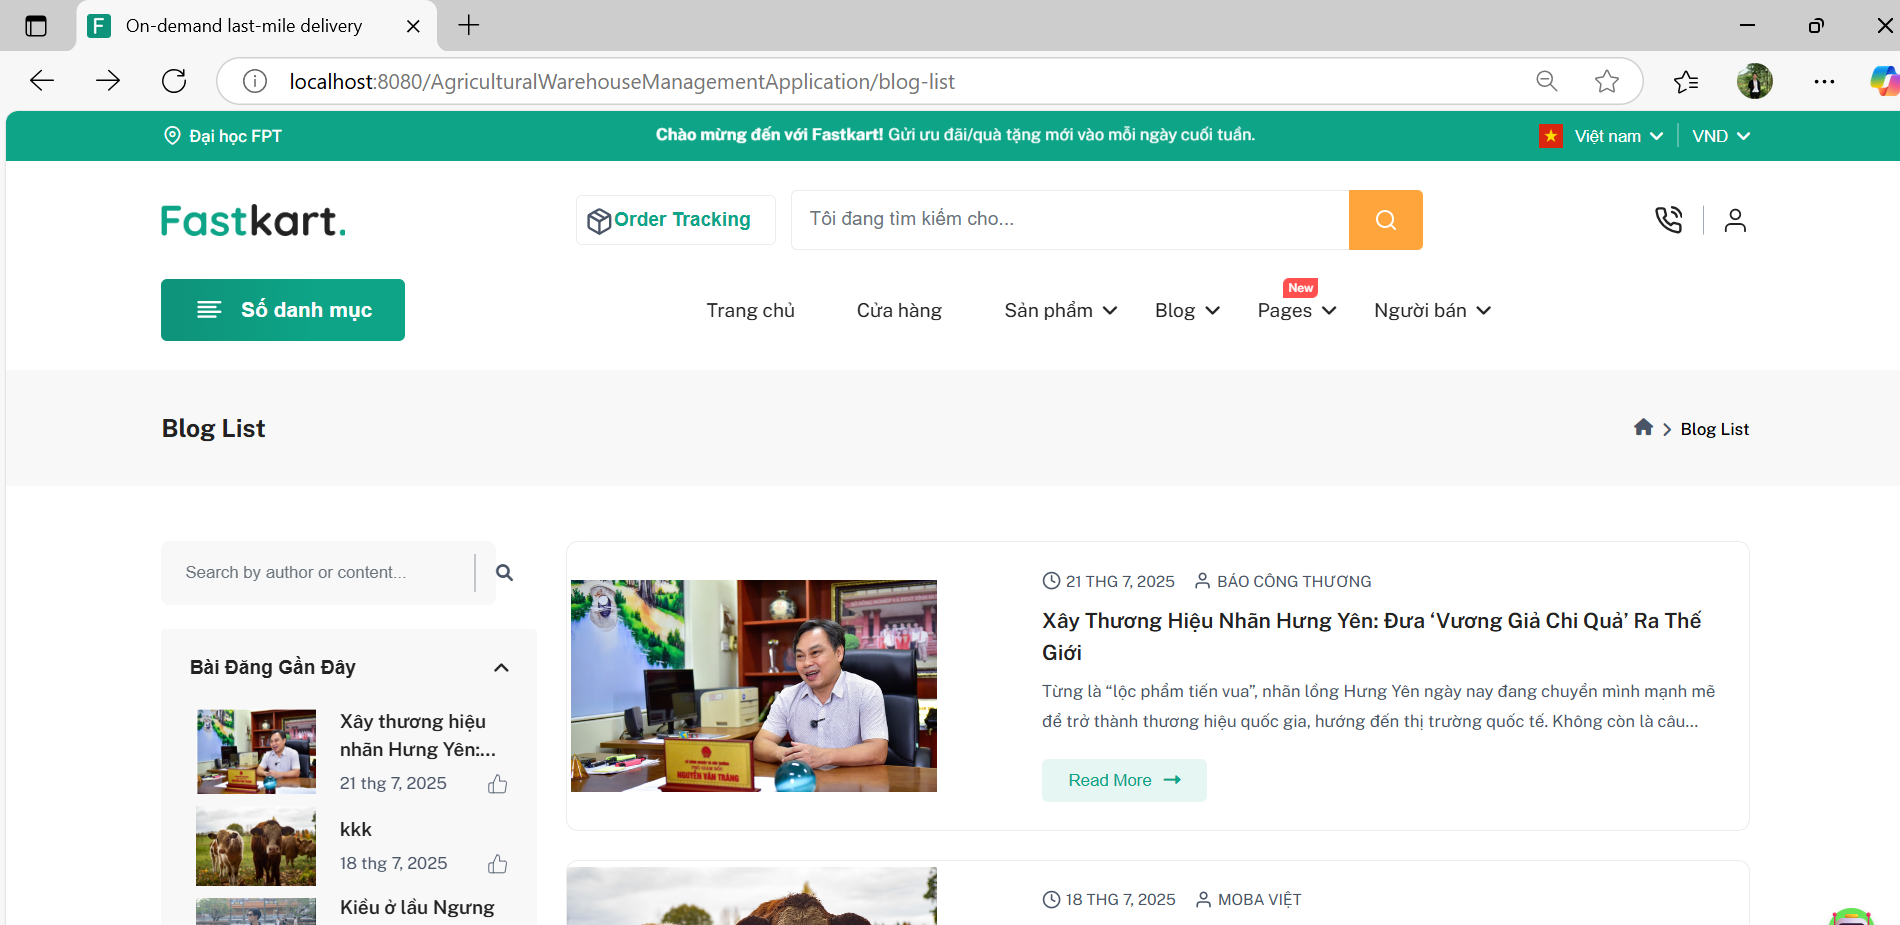 On-demand last-mile delivery
localhost:8080/AgriculturalWarehouseManagementApplication/blog-list
Đại học FPT
Chào mừng đến với Fastkart! Gửi ưu đãi/quà tặng mới vào mỗi ngày cuối tuần.
Việt nam
VND
Fastkart.
Order Tracking
Tôi đang tìm kiếm cho...
Số danh mục
Trang chủ
Cửa hàng
Sản phẩm
Blog
New
Pages
Người bán
Blog List
Blog List
Search by author or content...
Bài Đăng Gần Đây
Xây thương hiệu
nhãn Hưng Yên:...
21 thg 7, 2025
kkk
18 thg 7, 2025
Kiều ở lầu Ngưng
21 THG 7, 2025
BÁO CÔNG THƯƠNG
Xây Thương Hiệu Nhãn Hưng Yên: Đưa ‘Vương Giả Chi Quả’ Ra Thế
Giới
Từng là “lộc phẩm tiến vua”, nhãn lồng Hưng Yên ngày nay đang chuyển mình mạnh mẽ
để trở thành thương hiệu quốc gia, hướng đến thị trường quốc tế. Không còn là câu...
Read More
NGUYỄN VĂN TRÁNG
18 THG 7, 2025
MOBA VIỆT